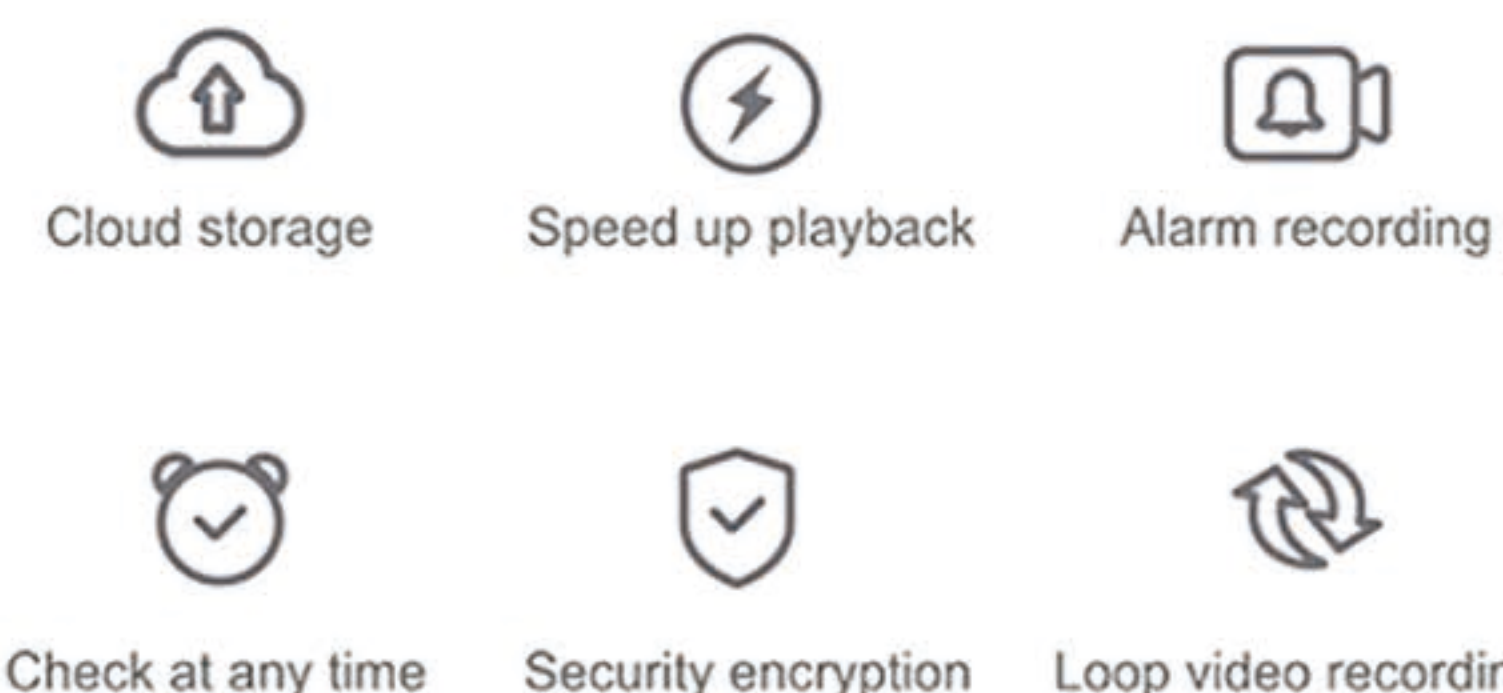 Cloud storage
Speed up playback
Alarm recording
Check at any time
Security encryption
Loop video recordin